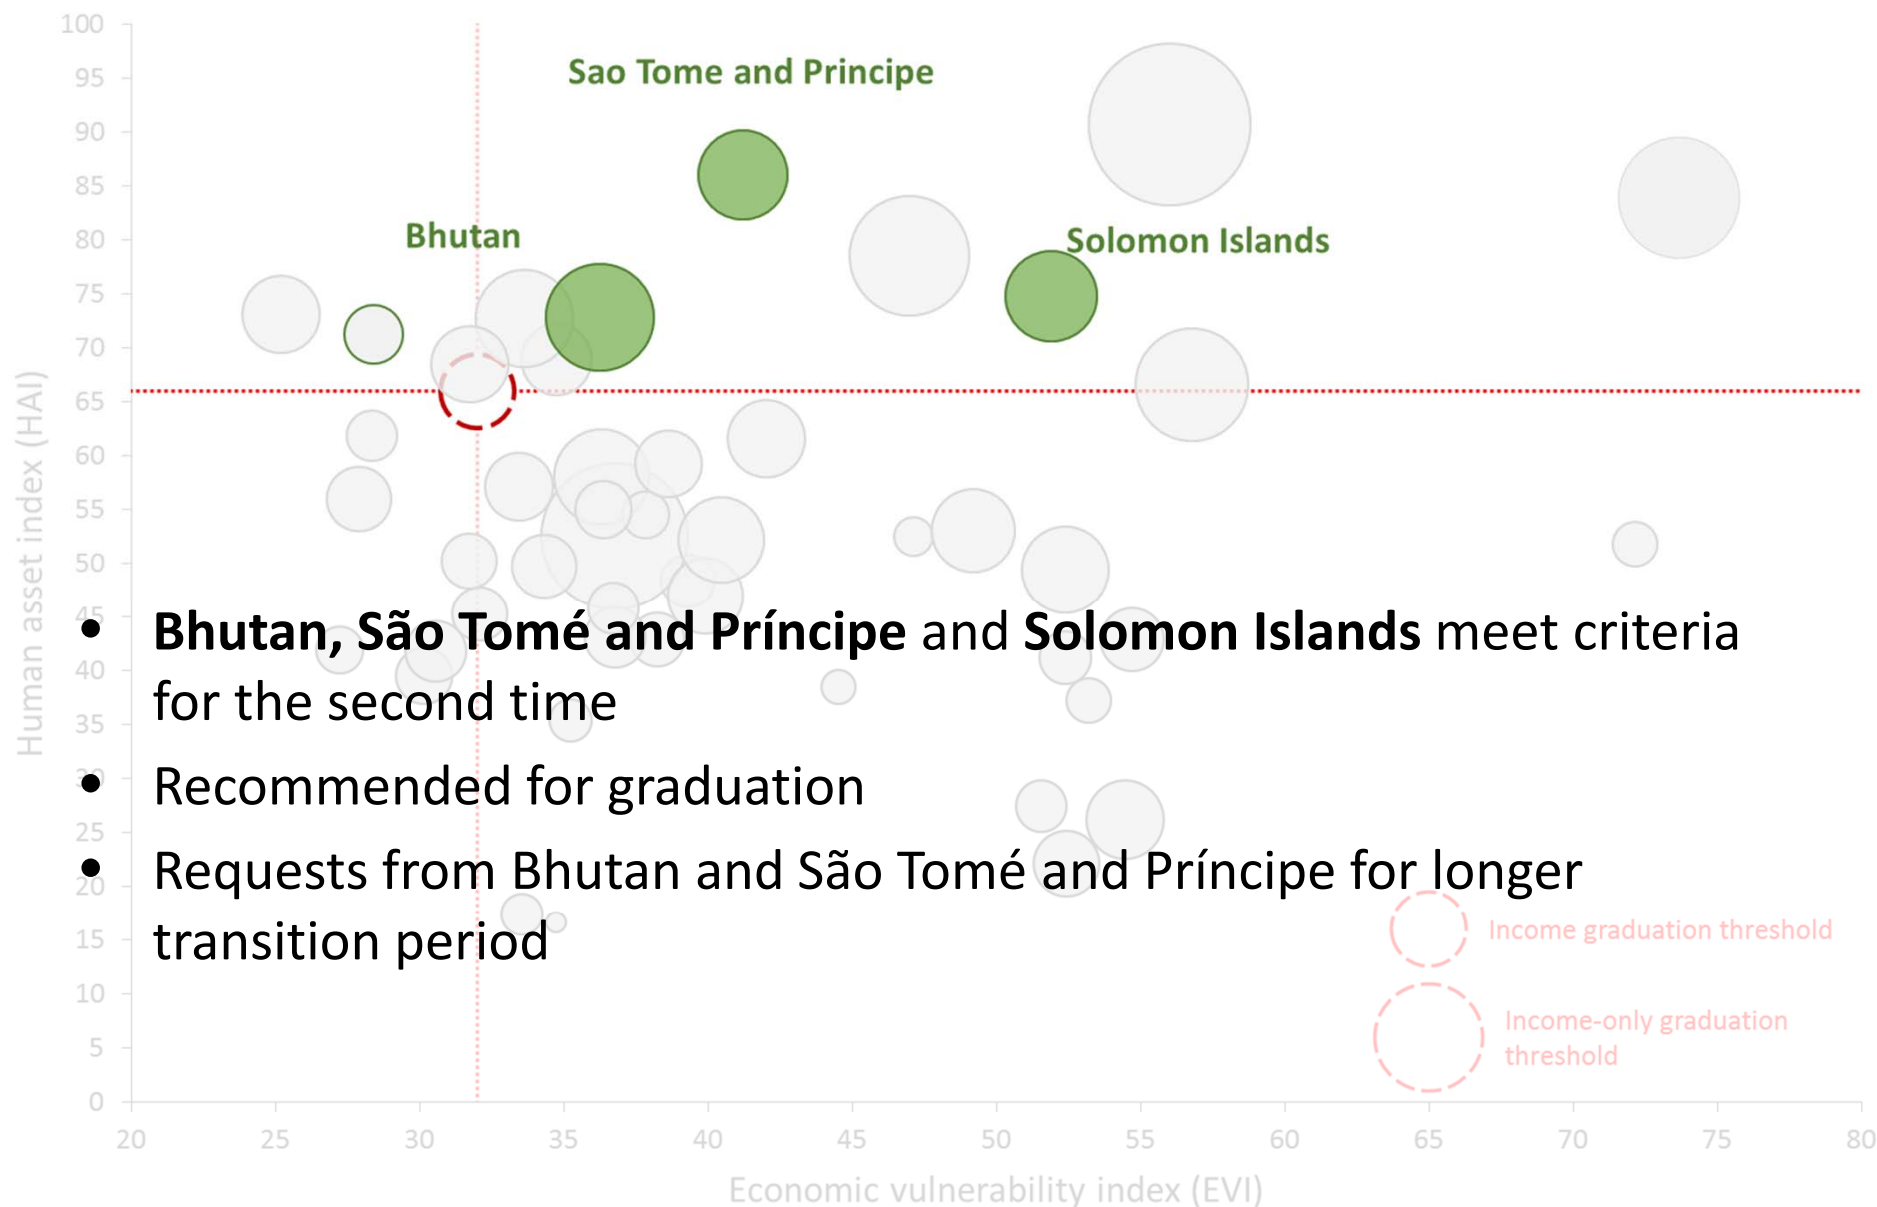 100
95
90
85
80
75
70
65
60
55
50
45
40
35
30
25
20
15
10
5
0
Human asset index (HAI)
Sao Tome and Principe
Bhutan
Solomon Islands
• Bhutan, São Tomé and Príncipe and Solomon Islands meet criteria
for the second time
• Recommended for graduation
• Requests from Bhutan and São Tomé and Príncipe for longer
transition period
Income graduation threshold
Income-only graduation
threshold
20 25 30 35 40 45 50 55 60 65 70 75 80
Economic vulnerability index (EVI)